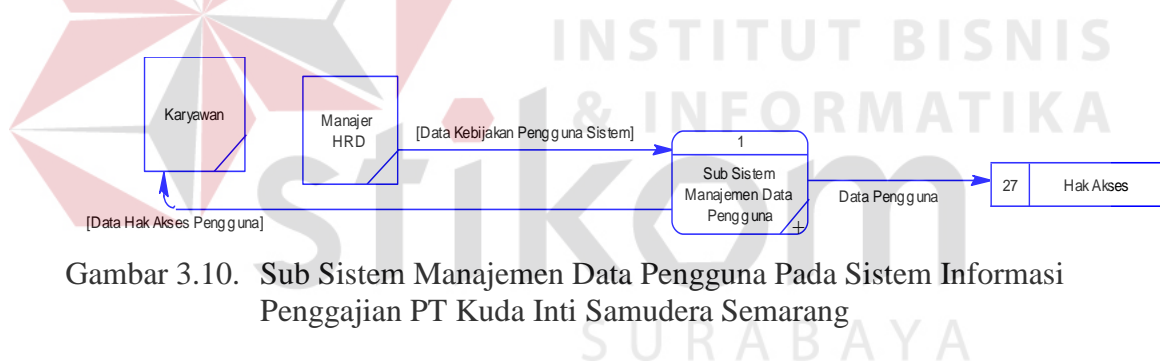 INSTITUT BISNIS
& INFORMATIKA
stikom
SURABAYA
Karyawan
Manajer
HRD
[Data Kebijakan Pengguna Sistem]
1
Sub Sistem
Manajemen Data
Pengguna
Data Pengguna
27
Hak Akses
[Data Hak Akses Pengguna]
Gambar 3.10. Sub Sistem Manajemen Data Pengguna Pada Sistem Informasi
Penggajian PT Kuda Inti Samudera Semarang